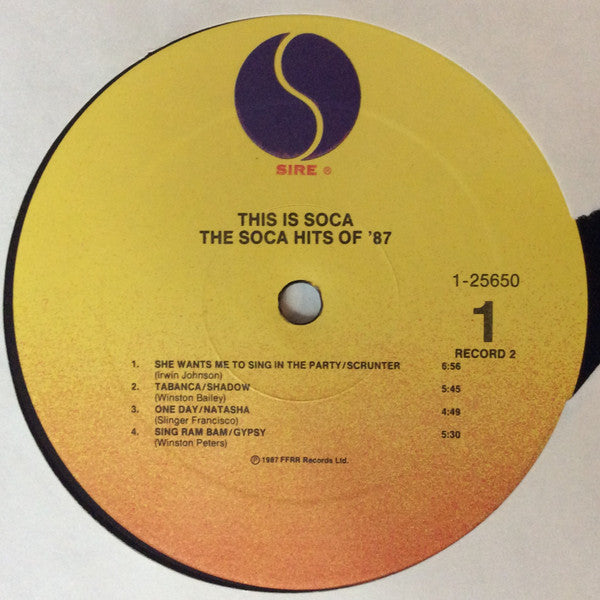 SIRE ®
THIS IS SOCA
THE SOCA HITS OF '87
1-25650
1
RECORD 2
1. SHE WANTS ME TO SING IN THE PARTY/SCRUNTER 6:56
(Irwin Johnson)
2. TABANCA/SHADOW 5:45
(Winston Bailey)
3. ONE DAY/NATASHA 4:49
(Slinger Francisco)
4. SING RAM BAM/GYPSY 5:30
(Winston Peters)
℗ 1987 FFRR Records Ltd.